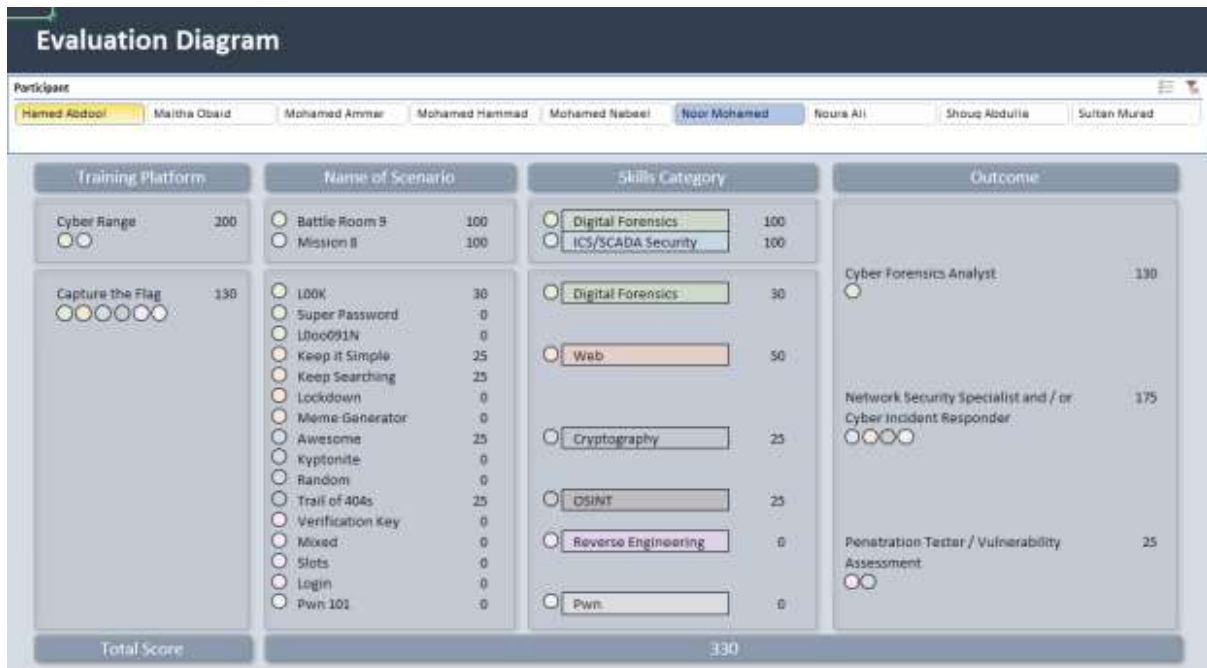 Evaluation Diagram
Participant
Hamed Abdool Maitha Obaid Mohamed Ammar Mohamed Hammad Mohamed Nabeel Noor Mohamed Noura Ali Shouq Abdulla Sultan Murad
Training Platform Name of Scenario Skills Category Outcome
Cyber Range 200
Battle Room 9 100
Mission 8 100
Digital Forensics 100
ICS/SCADA Security 100
Capture the Flag 130
L00K 30
Super Password 0
L0oo091N 0
Keep it Simple 25
Keep Searching 25
Lockdown 0
Meme Generator 0
Awesome 25
Kyptonite 0
Random 0
Trail of 404s 25
Verification Key 0
Mixed 0
Slots 0
Login 0
Pwn 101 0
Digital Forensics 30
Web 50
Cryptography 25
OSINT 25
Reverse Engineering 0
Pwn 0
Cyber Forensics Analyst 130
Network Security Specialist and / or 175
Cyber Incident Responder
Penetration Tester / Vulnerability 25
Assessment
Total Score 330